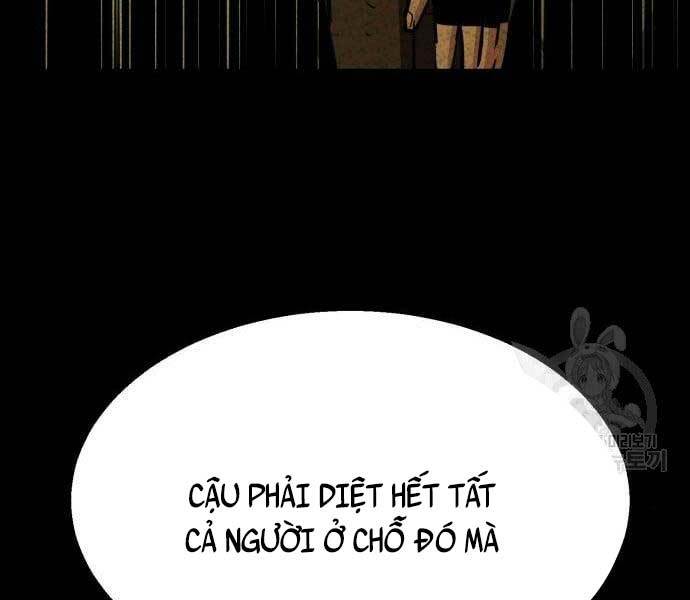 CẬU PHẢI DIỆT HẾT TẤT
CẢ NGƯỜI Ở CHỖ ĐÓ MÀ